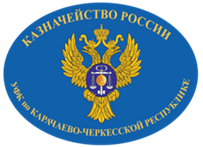 КАЗНАЧЕЙСТВО РОССИИ
УФК по КАРАЧАЕВО-ЧЕРКЕССКОЙ РЕСПУБЛИКЕ